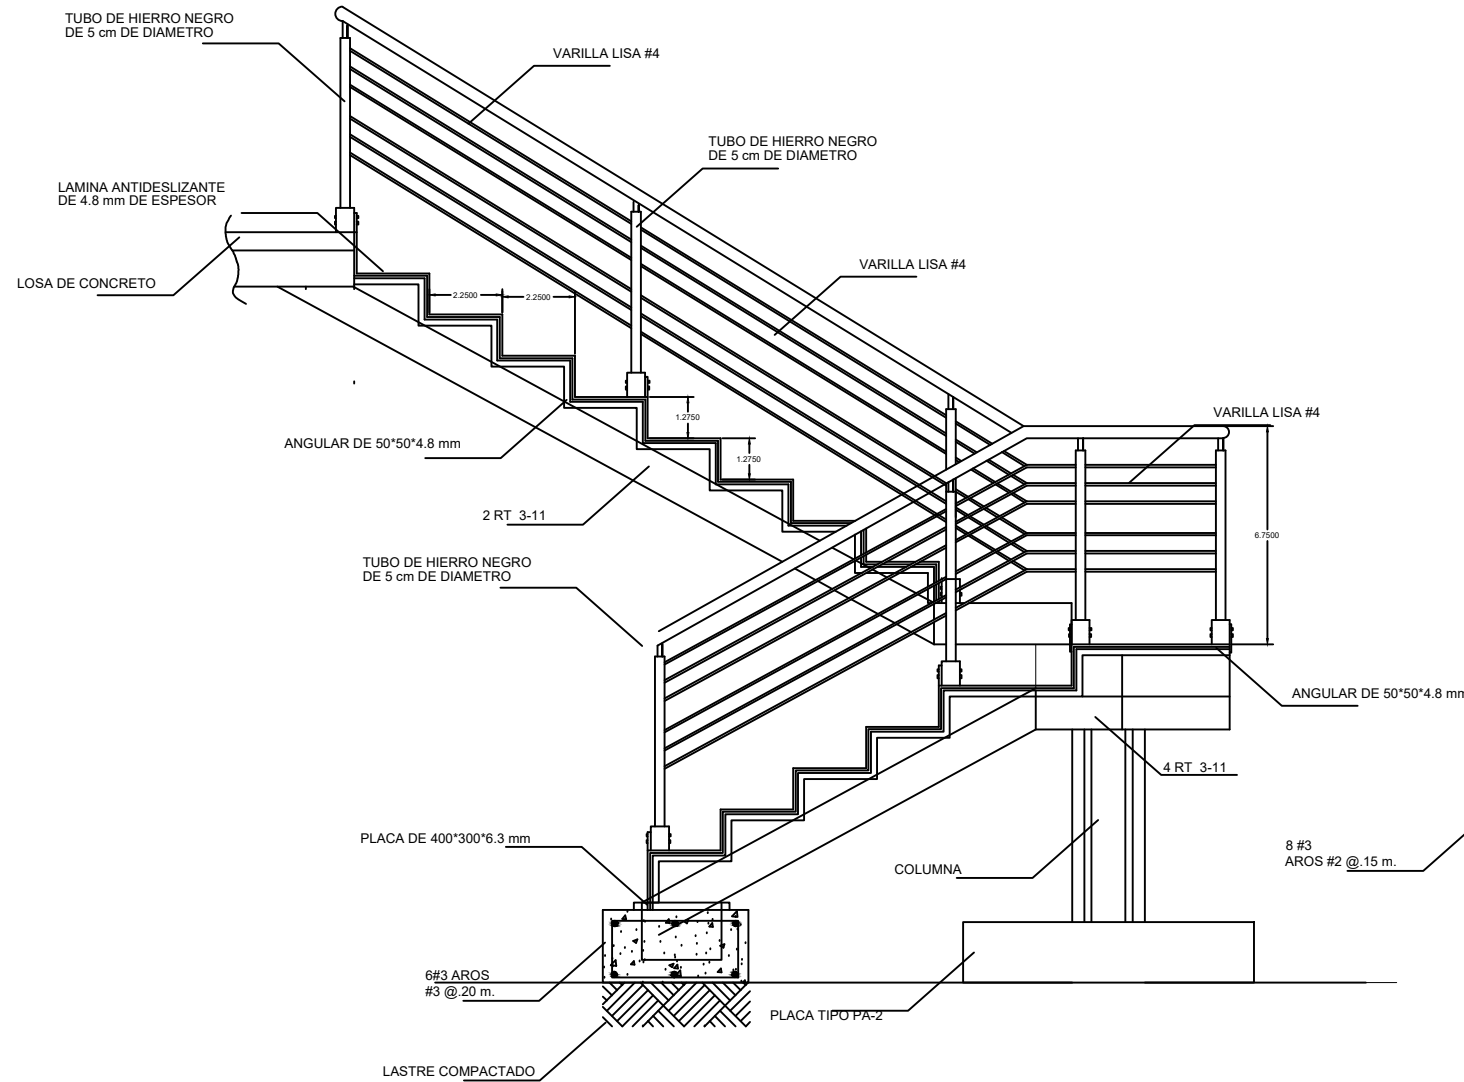 TUBO DE HIERRO NEGRO
DE 5 cm DE DIAMETRO
VARILLA LISA #4
TUBO DE HIERRO NEGRO
DE 5 cm DE DIAMETRO
LAMINA ANTIDESLIZANTE
DE 4.8 mm DE ESPESOR
VARILLA LISA #4
LOSA DE CONCRETO
2.2500
2.2500
VARILLA LISA #4
1.2750
ANGULAR DE 50*50*4.8 mm
1.2750
2 RT 3-11
6.7500
TUBO DE HIERRO NEGRO
DE 5 cm DE DIAMETRO
ANGULAR DE 50*50*4.8 mm
4 RT 3-11
PLACA DE 400*300*6.3 mm
8 #3
AROS #2 @.15 m.
COLUMNA
6#3 AROS
#3 @.20 m.
PLACA TIPO PA-2
LASTRE COMPACTADO